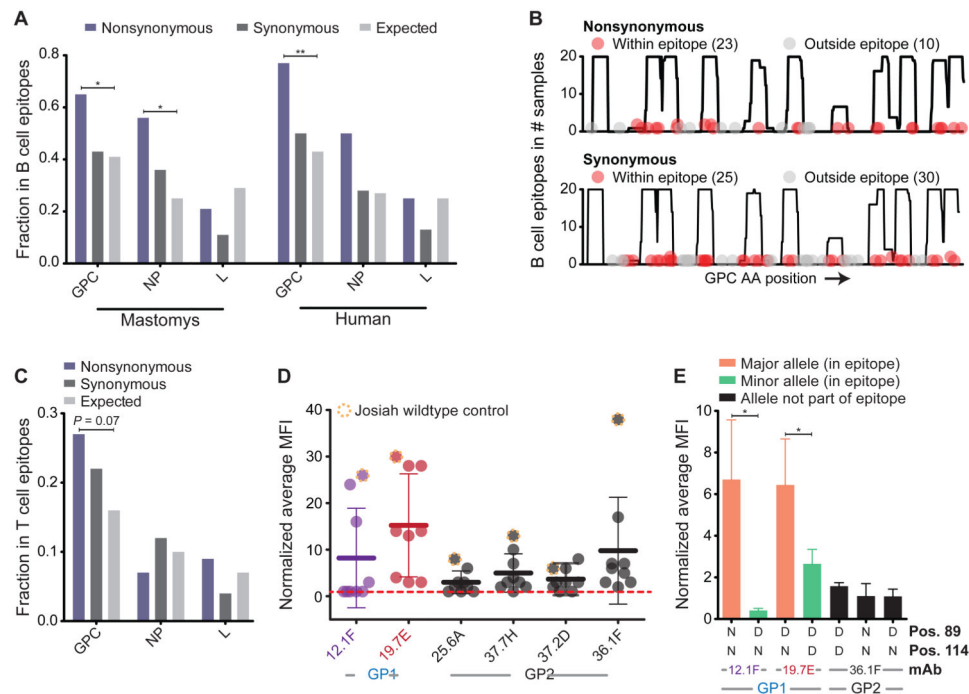 A
Nonsynonymous
Synonymous
Expected
Fraction in B cell epitopes
0.8
0.6
0.4
0.2
0.0
*
*
**
GPC
NP
L
GPC
NP
L
Mastomys
Human
B
B cell epitopes in # samples
Nonsynonymous
Within epitope (23)
Outside epitope (10)
20
10
0
Synonymous
Within epitope (25)
Outside epitope (30)
20
10
0
GPC AA position
C
Nonsynonymous
Synonymous
Expected
Fraction in T cell epitopes
0.3
0.2
0.1
0.0
P = 0.07
GPC
NP
L
D
Josiah wildtype control
Normalized average MFI
40
30
20
10
0
12.1F
19.7E
25.6A
37.7H
37.2D
36.1F
GP1
GP2
E
Major allele (in epitope)
Minor allele (in epitope)
Allele not part of epitope
Normalized average MFI
10
8
6
4
2
0
*
*
N D D D D D N Pos. 89
N N N D N D N Pos. 114
12.1F 19.7E 36.1F mAb
GP1 GP2